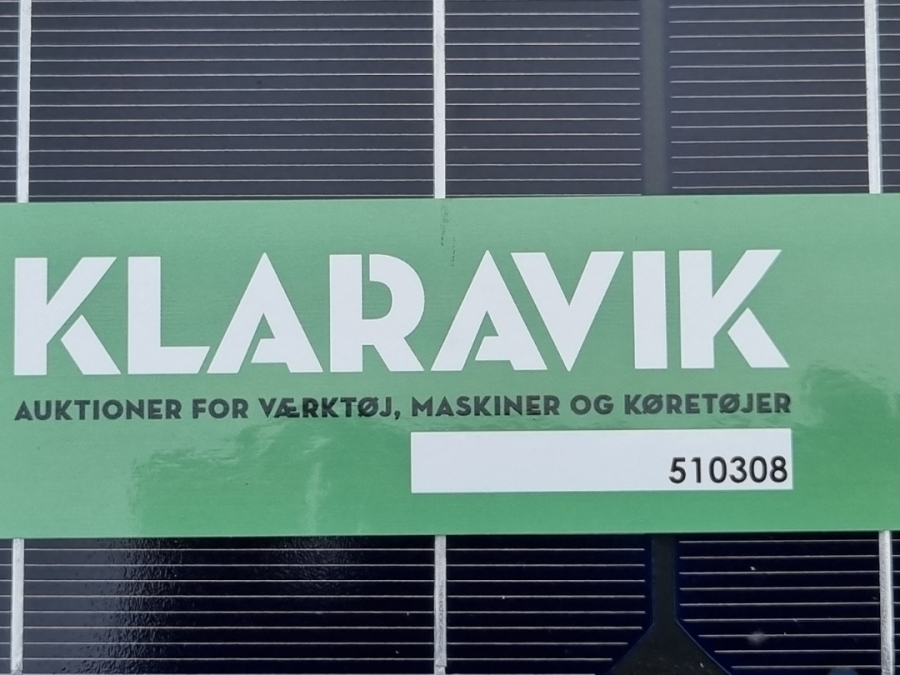 KLARAVIK
AUKTIONER FOR VÆRKTØJ, MASKINER OG KØRETØJER
510308